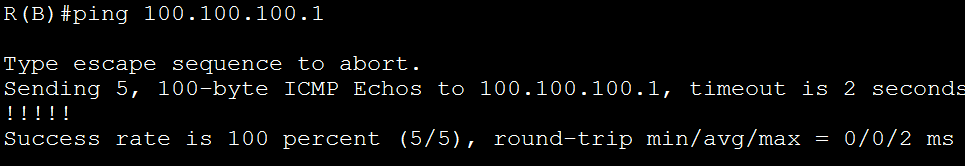 R(B)#ping 100.100.100.1
Type escape sequence to abort.
Sending 5, 100-byte ICMP Echos to 100.100.100.1, timeout is 2 seconds
!!!!!
Success rate is 100 percent (5/5), round-trip min/avg/max = 0/0/2 ms